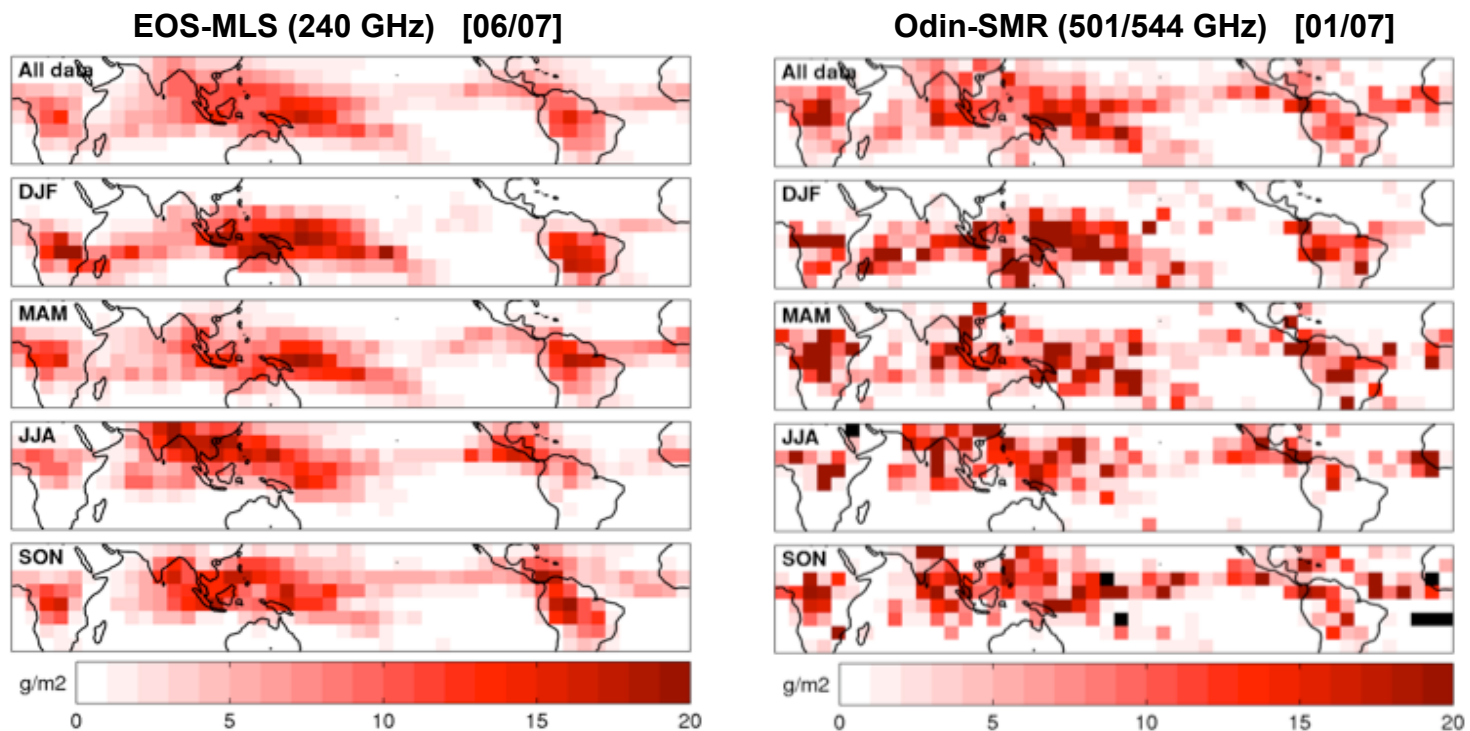 EOS-MLS (240 GHz) [06/07]
All data
DJF
MAM
JJA
SON
g/m2
0 5 10 15 20
Odin-SMR (501/544 GHz) [01/07]
All data
DJF
MAM
JJA
SON
g/m2
0 5 10 15 20